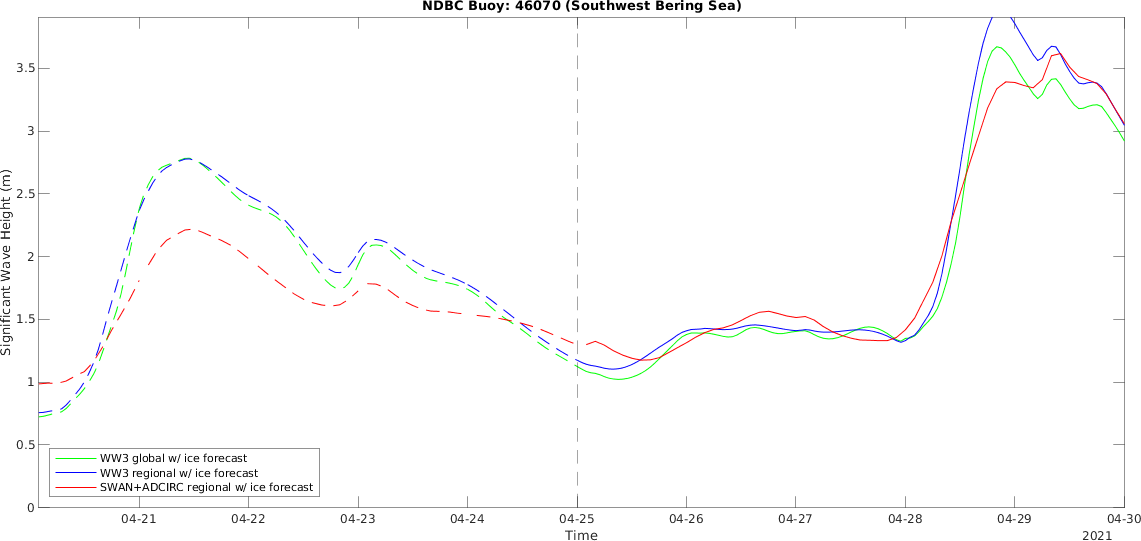 NDBC Buoy: 46070 (Southwest Bering Sea)
Significant Wave Height (m)
3.5
3
2.5
2
1.5
1
0.5
0
WW3 global w/ ice forecast
WW3 regional w/ ice forecast
SWAN+ADCIRC regional w/ ice forecast
04-21 04-22 04-23 04-24 04-25 04-26 04-27 04-28 04-29 04-30
Time
2021